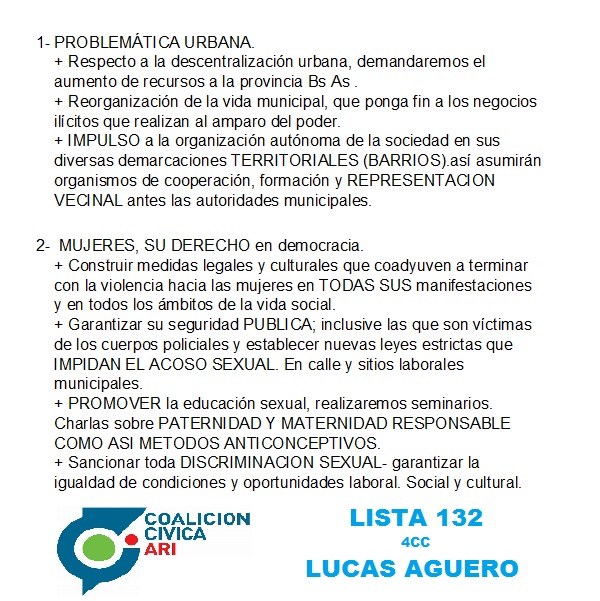 1- PROBLEMÁTICA URBANA.
+ Respecto a la descentralización urbana, demandaremos el
aumento de recursos a la provincia Bs As .
+ Reorganización de la vida municipal, que ponga fin a los negocios
ilícitos que realizan al amparo del poder.
+ IMPULSO a la organización autónoma de la sociedad en sus
diversas demarcaciones TERRITORIALES (BARRIOS).así asumirán
organismos de cooperación, formación y REPRESENTACION
VECINAL antes las autoridades municipales.
2- MUJERES, SU DERECHO en democracia.
+ Construir medidas legales y culturales que coadyuven a terminar
con la violencia hacia las mujeres en TODAS SUS manifestaciones
y en todos los ámbitos de la vida social.
+ Garantizar su seguridad PUBLICA; inclusive las que son víctimas
de los cuerpos policiales y establecer nuevas leyes estrictas que
IMPIDAN EL ACOSO SEXUAL. En calle y sitios laborales
municipales.
+ PROMOVER la educación sexual, realizaremos seminarios.
Charlas sobre PATERNIDAD Y MATERNIDAD RESPONSABLE
COMO ASI METODOS ANTICONCEPTIVOS.
+ Sancionar toda DISCRIMINACION SEXUAL- garantizar la
igualdad de condiciones y oportunidades laboral. Social y cultural.
COALICION
CIVICA
ARI
LISTA 132
4CC
LUCAS AGUERO